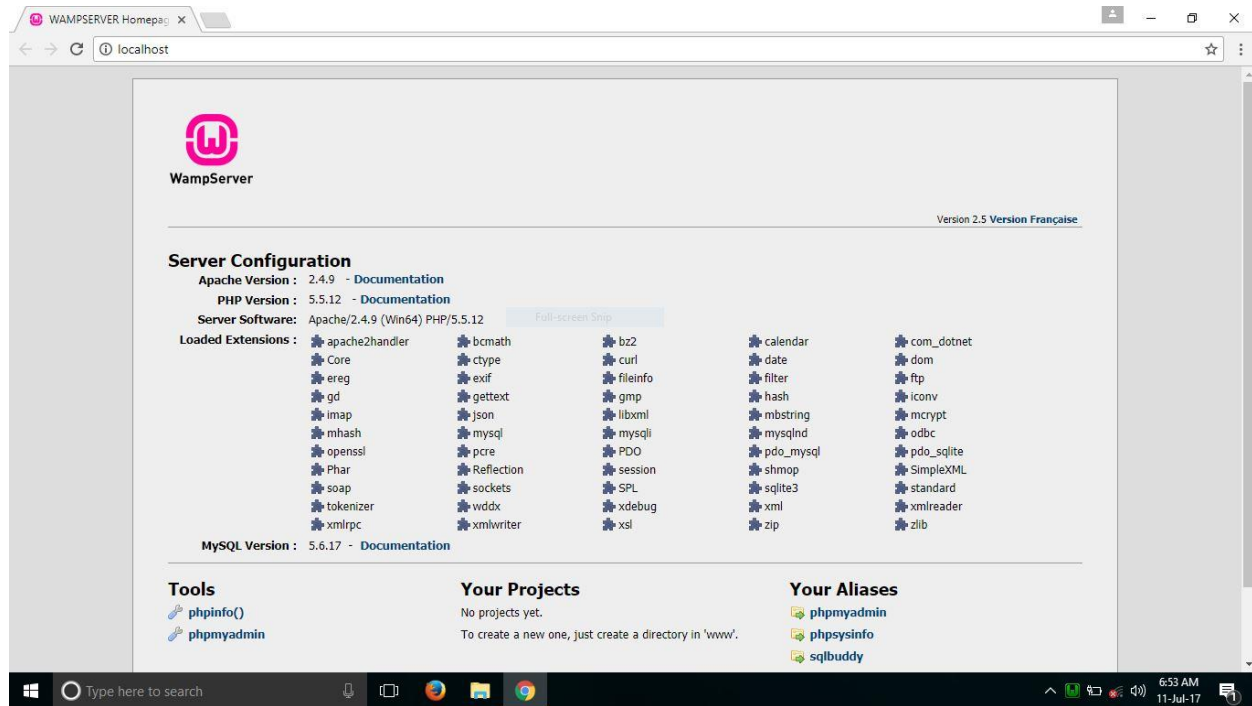 WAMPSERVER Homepag
localhost
WampServer
Version 2.5 Version Française
Server Configuration
Apache Version : 2.4.9 - Documentation
PHP Version : 5.5.12 - Documentation
Server Software: Apache/2.4.9 (Win64) PHP/5.5.12
Full-screen Snip
Loaded Extensions : apache2handler bcmath bz2 calendar com_dotnet
Core ctype curl date dom
ereg exif fileinfo filter ftp
gd gettext gmp hash iconv
imap json libxml mbstring mcrypt
mhash mysql mysqli mysqlnd odbc
openssl pcre PDO pdo_mysql pdo_sqlite
Phar Reflection session shmop SimpleXML
soap sockets SPL sqlite3 standard
tokenizer wddx xdebug xml xmlreader
xmlrpc xmlwriter xsl zip zlib
MySQL Version : 5.6.17 - Documentation
Tools
phpinfo()
phpmyadmin
Your Projects
No projects yet.
To create a new one, just create a directory in 'www'.
Your Aliases
phpmyadmin
phpsysinfo
sqlbuddy
Type here to search
6:53 AM
11-Jul-17
1